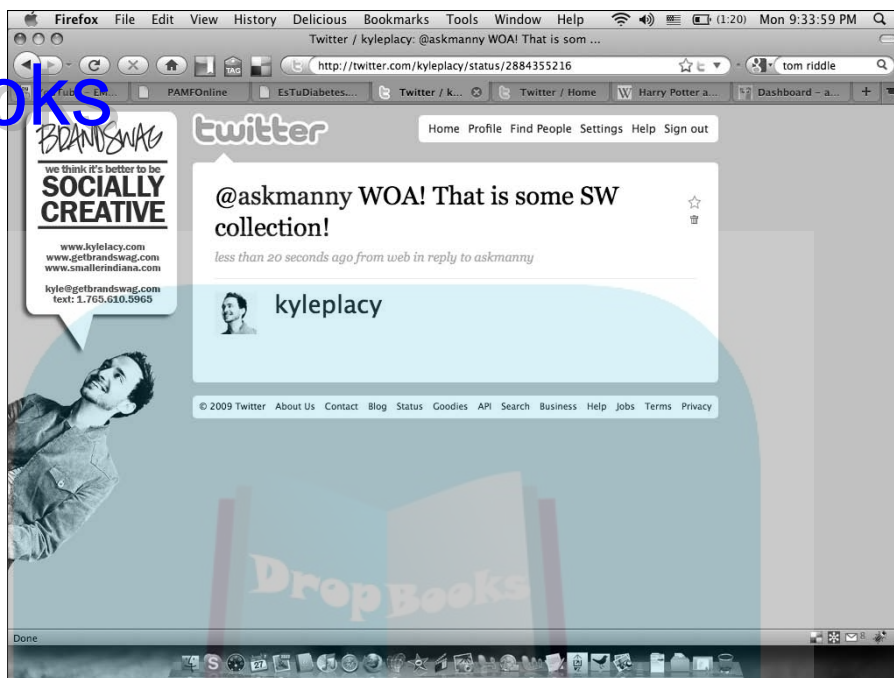 Firefox File Edit View History Delicious Bookmarks Tools Window Help (1:20) Mon 9:33:59 PM
Twitter / kyleplacy: @askmanny WOA! That is som ...
http://twitter.com/kyleplacy/status/2884355216 tom riddle
PAMFOnline EsTuDiabetes.... Twitter / k... Twitter / Home Harry Potter a... Dashboard – a...
oks
BRANDSWAG
we think it's better to be
SOCIALLY
CREATIVE
www.kylelacy.com
www.getbrandswag.com
www.smallerindiana.com
kyle@getbrandswag.com
text: 1.765.610.5965
twitter
Home Profile Find People Settings Help Sign out
@askmanny WOA! That is some SW
collection!
less than 20 seconds ago from web in reply to askmanny
kyleplacy
© 2009 Twitter About Us Contact Blog Status Goodies API Search Business Help Jobs Terms Privacy
DropBooks
Done 8